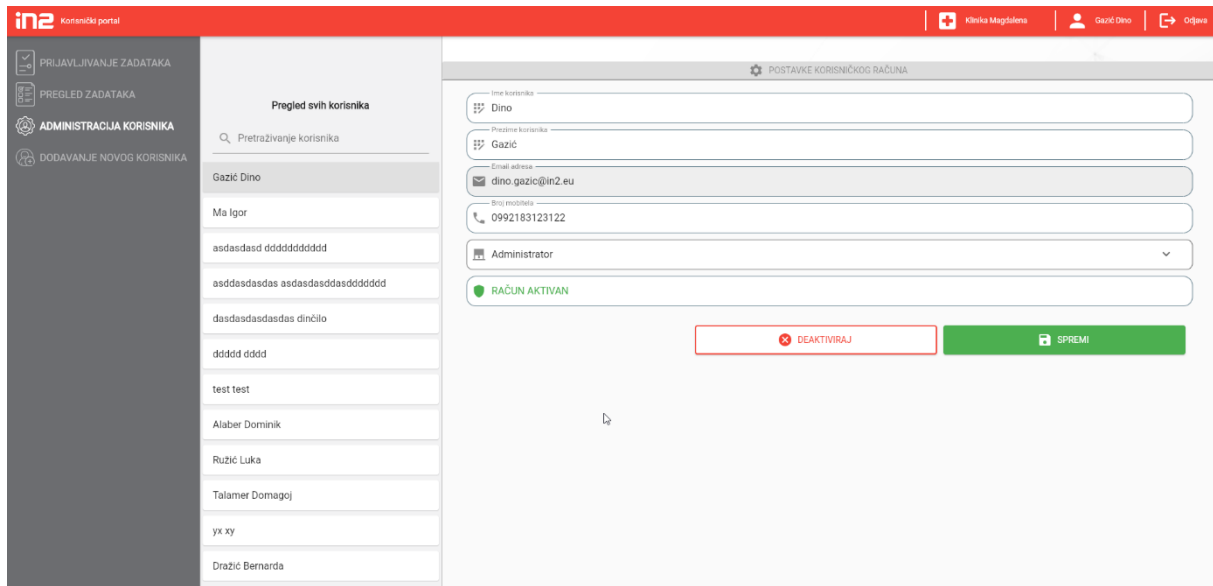 in2 Korisnički portal
Klinika Magdalena
Gazić Dino
Odjava
PRIJAVLJIVANJE ZADATAKA
PREGLED ZADATAKA
ADMINISTRACIJA KORISNIKA
DODAVANJE NOVOG KORISNIKA
Pregled svih korisnika
Pretraživanje korisnika
Gazić Dino
Ma Igor
asdasdasd ddddddddddd
asddasdasdas asdasdasddasddddddd
dasdasdasdasdas dinčilo
ddddd dddd
test test
Alaber Dominik
Ružić Luka
Talamer Domagoj
yx xy
Dražić Bernarda
POSTAVKE KORISNIČKOG RAČUNA
Ime korisnika
Dino
Prezime korisnika
Gazić
Email adresa
dino.gazic@in2.eu
Broj mobitela
0992183123122
Administrator
RAČUN AKTIVAN
DEAKTIVIRAJ
SPREMI